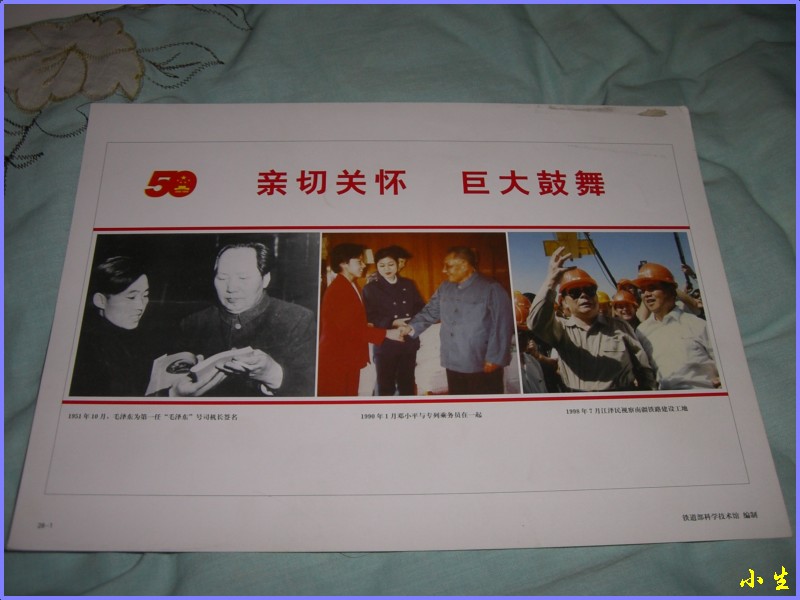 50 亲切关怀 巨大鼓舞
1951年10月,毛泽东为第一任“毛泽东”号司机长签名
1990年1月邓小平与专列乘务员在一起
1998年7月江泽民视察南疆铁路建设工地
20-1
铁道部科学技术馆 编制
小生